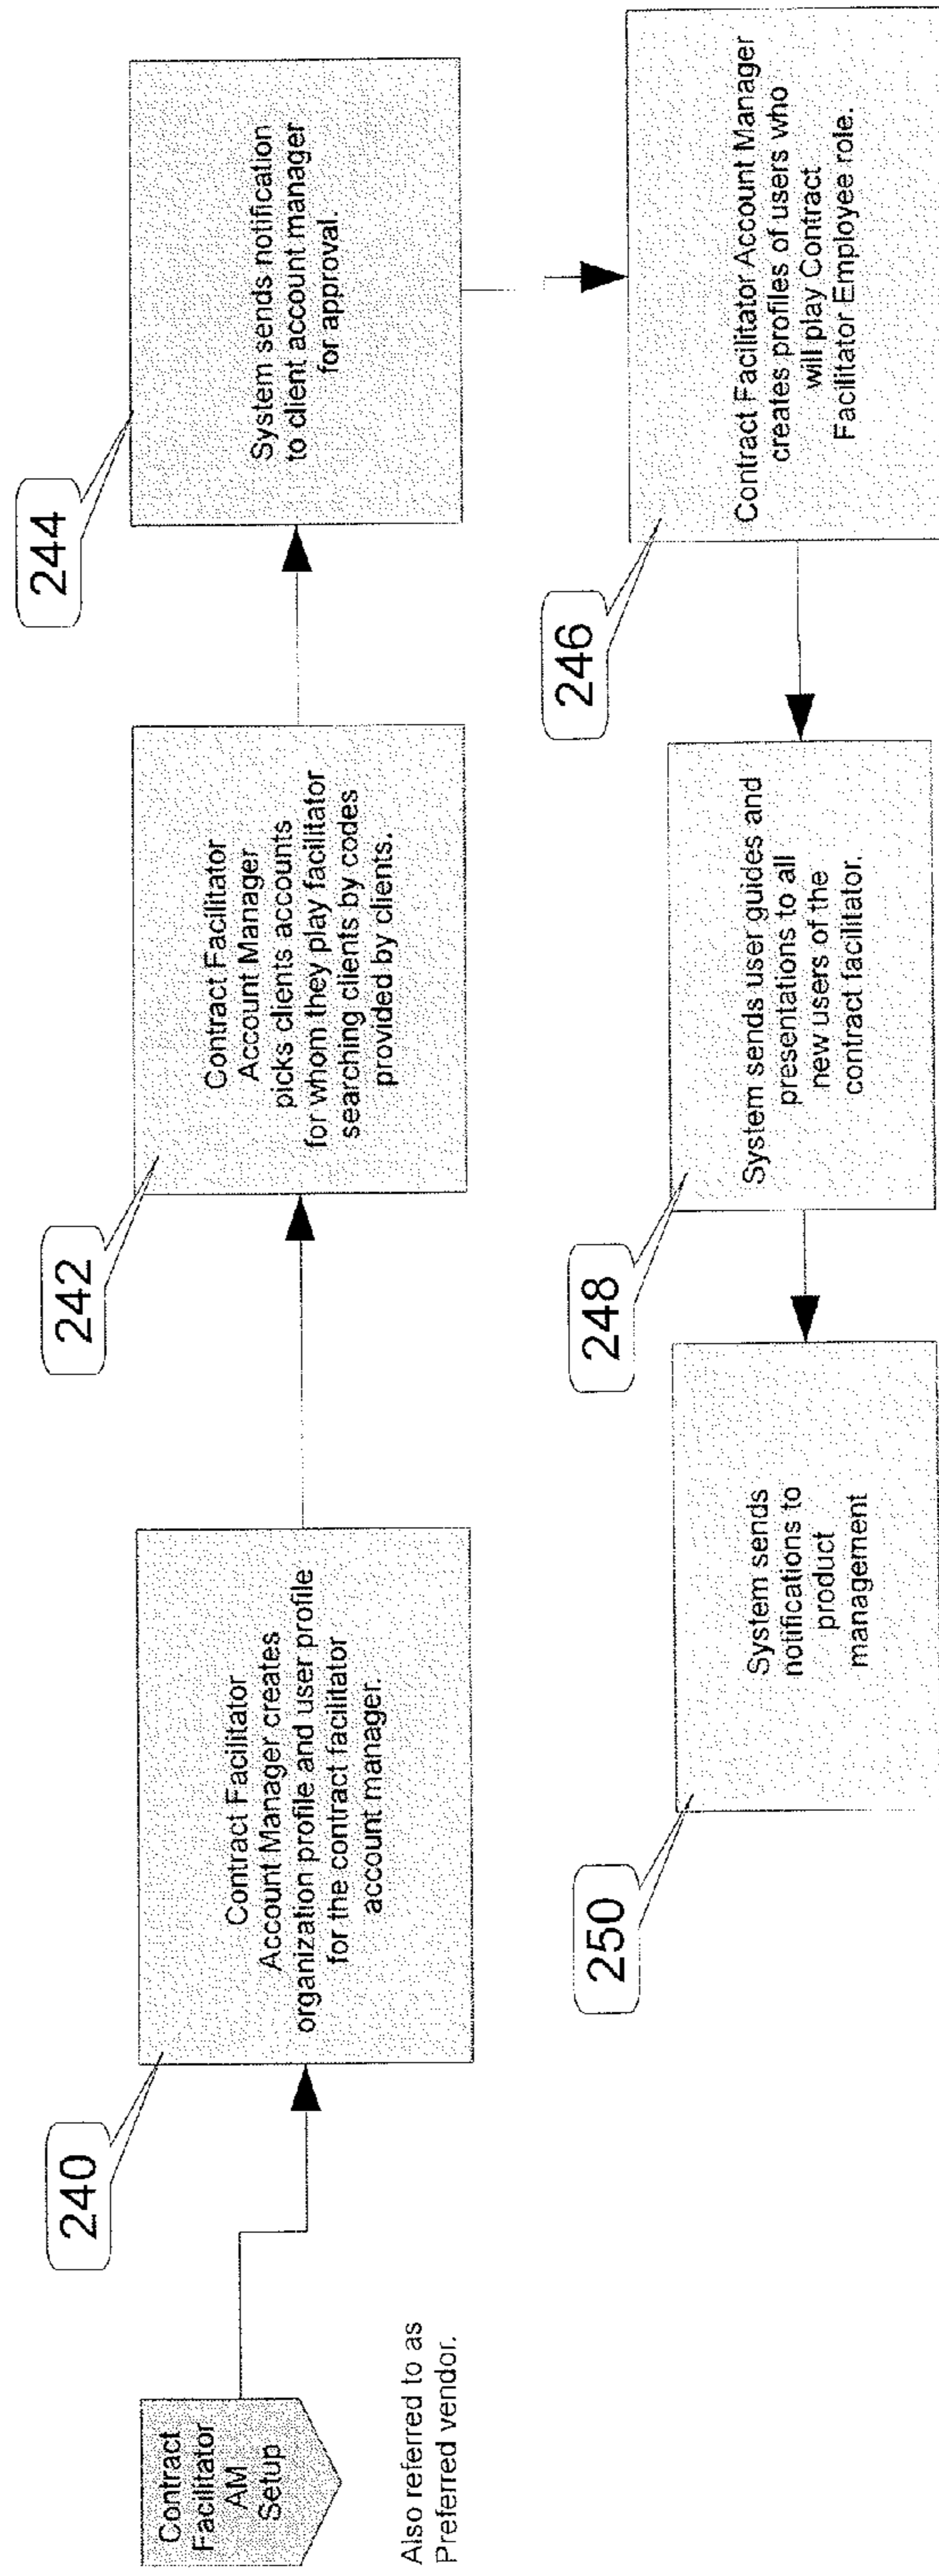 Contract
Facilitator
AM
Setup
Also referred to as
Preferred vendor.
240
Contract Facilitator
Account Manager creates
organization profile and user profile
for the contract facilitator
account manager.
242
Contract Facilitator
Account Manager
picks clients accounts
for whom they play facilitator
searching clients by codes
provided by clients.
244
System sends notification
to client account manager
for approval.
246
Contract Facilitator Account Manager
creates profiles of users who
will play Contract
Facilitator Employee role.
248
System sends user guides and
presentations to all
new users of the
contract facilitator.
250
System sends
notifications to
product
management